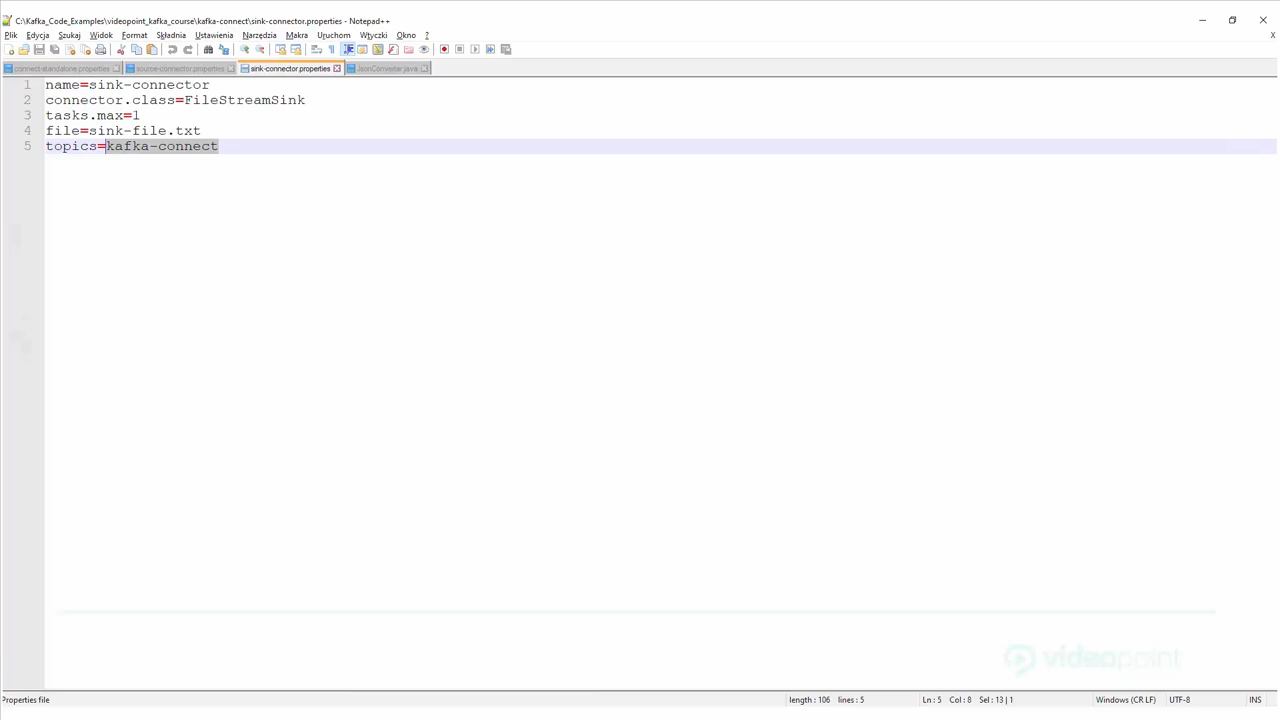 C:\Kafka_Code_Examples\videopoint_kafka_course\kafka-connect\sink-connector.properties - Notepad++
Plik Edycja Szukaj Widok Format Składnia Ustawienia Narzędzia Makra Uruchom Wtyczki Okno ? X
connect-standalone.properties source-connector.properties sink-connector.properties JsonConverter.java
1 name=sink-connector
2 connector.class=FileStreamSink
3 tasks.max=1
4 file=sink-file.txt
5 topics=kafka-connect
videopoint
Properties file length : 106 lines : 5 Ln : 5 Col : 8 Sel : 13 | 1 Windows (CR LF) UTF-8 INS